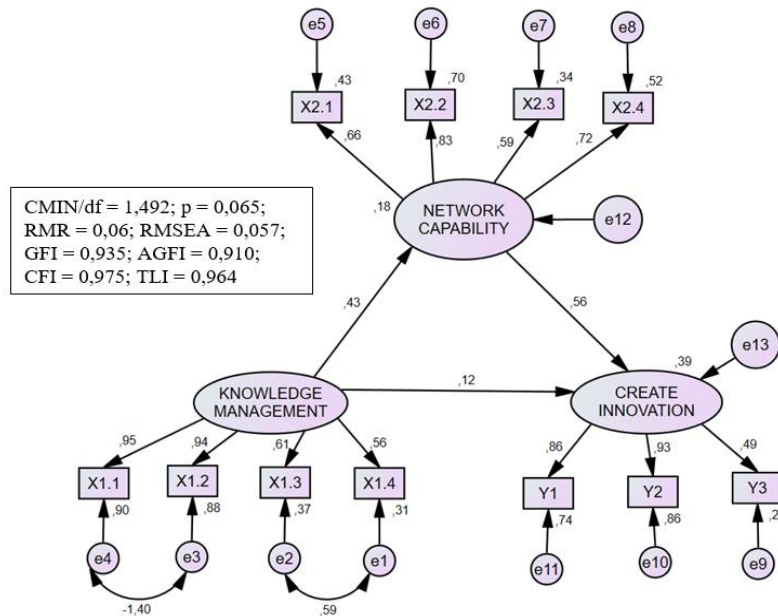 e5
e6
e7
e8
,43
,70
,34
,52
X2.1
X2.2
X2.3
X2.4
,66
,83
,59
,72
CMIN/df = 1,492; p = 0,065;
RMR = 0,06; RMSEA = 0,057;
GFI = 0,935; AGFI = 0,910;
CFI = 0,975; TLI = 0,964
,18
NETWORK
CAPABILITY
e12
,43
,56
e13
,39
,12
KNOWLEDGE
MANAGEMENT
CREATE
INNOVATION
,95
,94
,61
,56
,86
,93
,49
X1.1
X1.2
X1.3
X1.4
Y1
Y2
Y3
,90
,88
,37
,31
,74
,86
e4
e3
e2
e1
e11
e10
e9
-1,40
,59